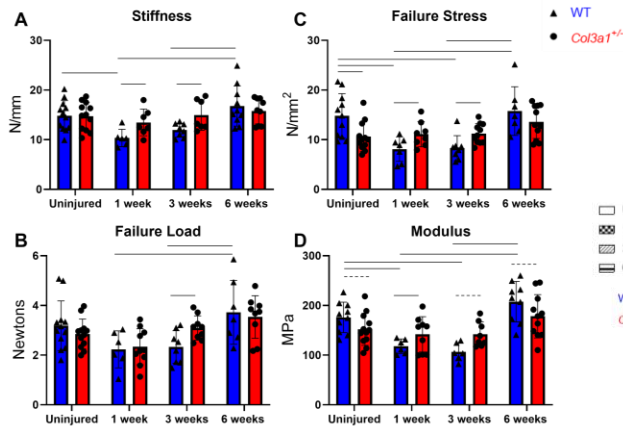 A
Stiffness
N/mm
30
20
10
0
Uninjured 1 week 3 weeks 6 weeks
C
Failure Stress
N/mm²
30
20
10
0
Uninjured 1 week 3 weeks 6 weeks
WT
Col3a1+/-
B
Failure Load
Newtons
6
4
2
0
Uninjured 1 week 3 weeks 6 weeks
D
Modulus
MPa
300
200
100
0
Uninjured 1 week 3 weeks 6 weeks